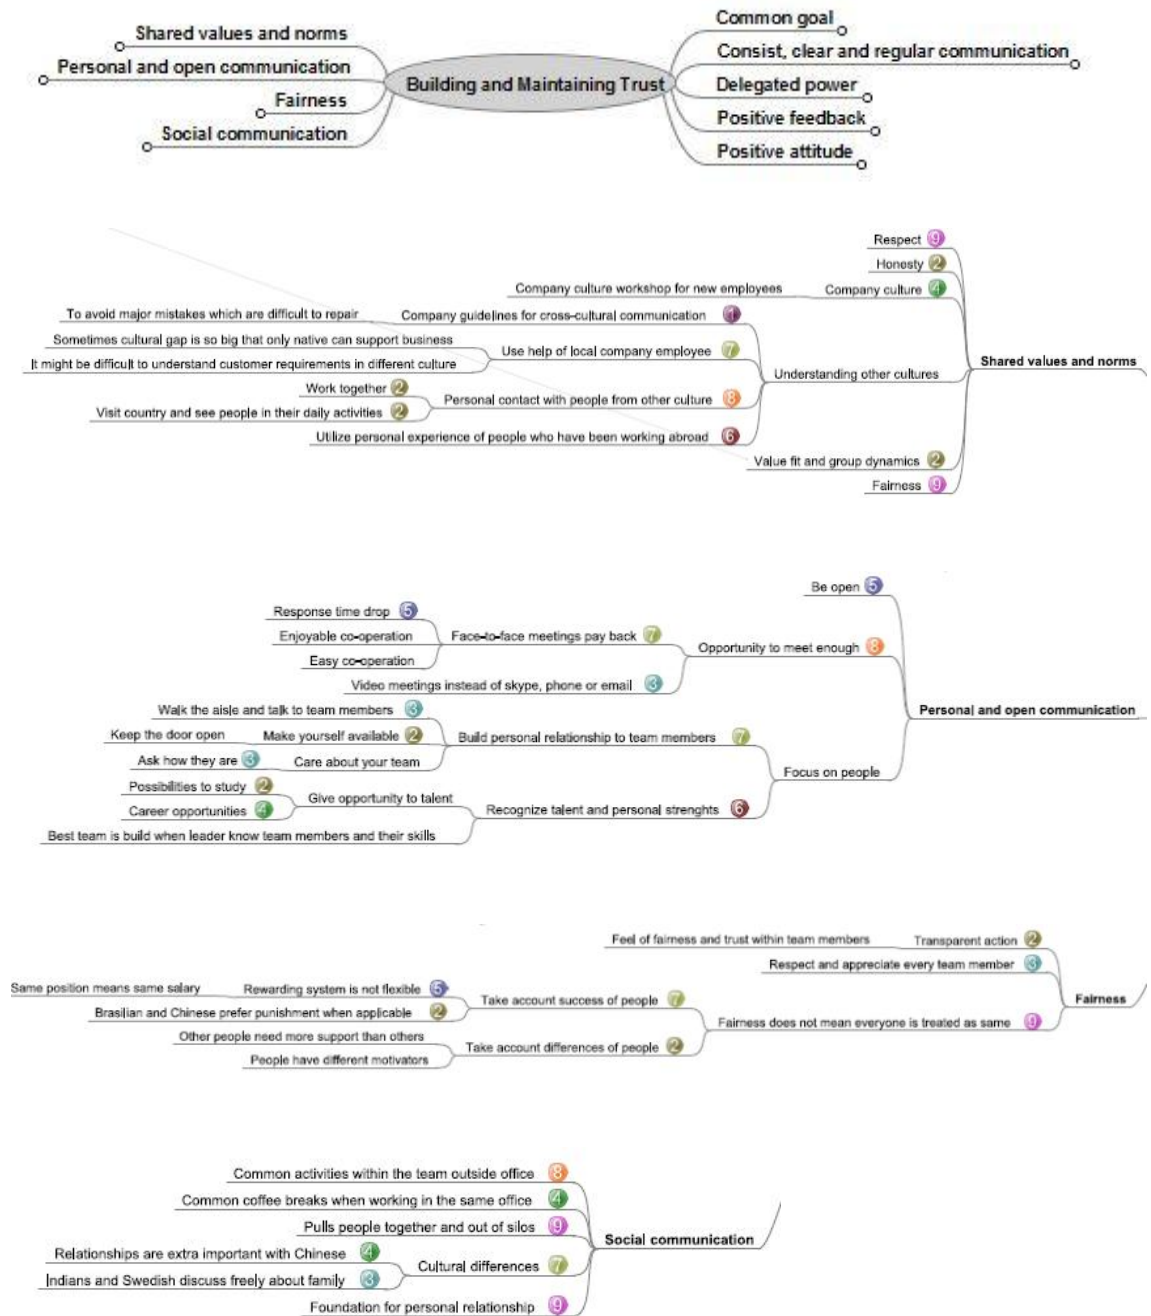 Shared values and norms
Personal and open communication
Fairness
Social communication
Building and Maintaining Trust
Common goal
Consist, clear and regular communication
Delegated power
Positive feedback
Positive attitude
Respect 9
Honesty 2
Company culture workshop for new employees Company culture 4
To avoid major mistakes which are difficult to repair Company guidelines for cross-cultural communication
Sometimes cultural gap is so big that only native can support business
Use help of local company employee 7
It might be difficult to understand customer requirements in different culture
Understanding other cultures
Shared values and norms
Work together 2
Personal contact with people from other culture 8
Visit country and see people in their daily activities 2
Utilize personal experience of people who have been working abroad 6
Value fit and group dynamics 2
Fairness 9
Be open 5
Response time drop 5
Enjoyable co-operation Face-to-face meetings pay back 7
Easy co-operation
Opportunity to meet enough 8
Video meetings instead of skype, phone or email 3
Walk the aisle and talk to team members 3
Keep the door open Make yourself available 2
Build personal relationship to team members 7
Ask how they are 3 Care about your team
Personal and open communication
Focus on people
Possibilities to study 2
Give opportunity to talent
Career opportunities 4
Recognize talent and personal strenghts 6
Best team is build when leader know team members and their skills
Feel of fairness and trust within team members Transparent action 2
Respect and appreciate every team member 3
Fairness
Same position means same salary Rewarding system is not flexible 5
Take account success of people 7
Brasilian and Chinese prefer punishment when applicable 2
Fairness does not mean everyone is treated as same 9
Other people need more support than others
Take account differences of people 2
People have different motivators
Common activities within the team outside office 8
Common coffee breaks when working in the same office 4
Pulls people together and out of silos 9
Social communication
Relationships are extra important with Chinese 4
Cultural differences 7
Indians and Swedish discuss freely about family 3
Foundation for personal relationship 9